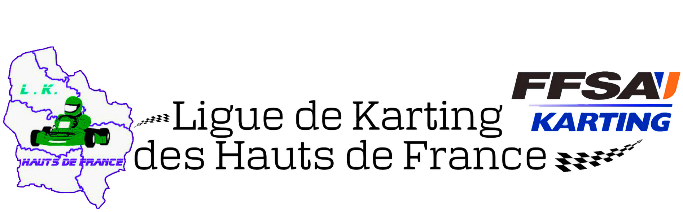 L.K.
HAUTS DE FRANCE
Ligue de Karting
des Hauts de France
FFSA
KARTING